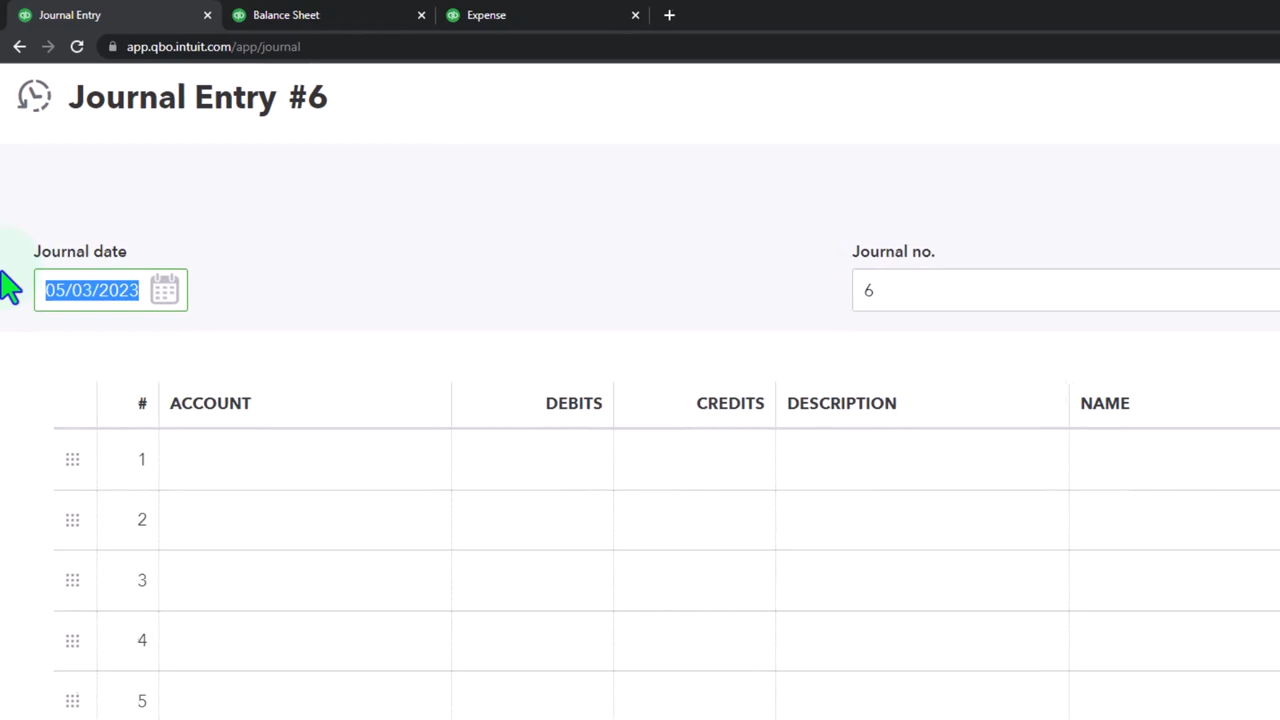 Journal Entry
Balance Sheet
Expense
app.qbo.intuit.com/app/journal
Journal Entry #6
Journal date
Journal no.
05/03/2023
6
# ACCOUNT DEBITS CREDITS DESCRIPTION NAME
1
2
3
4
5